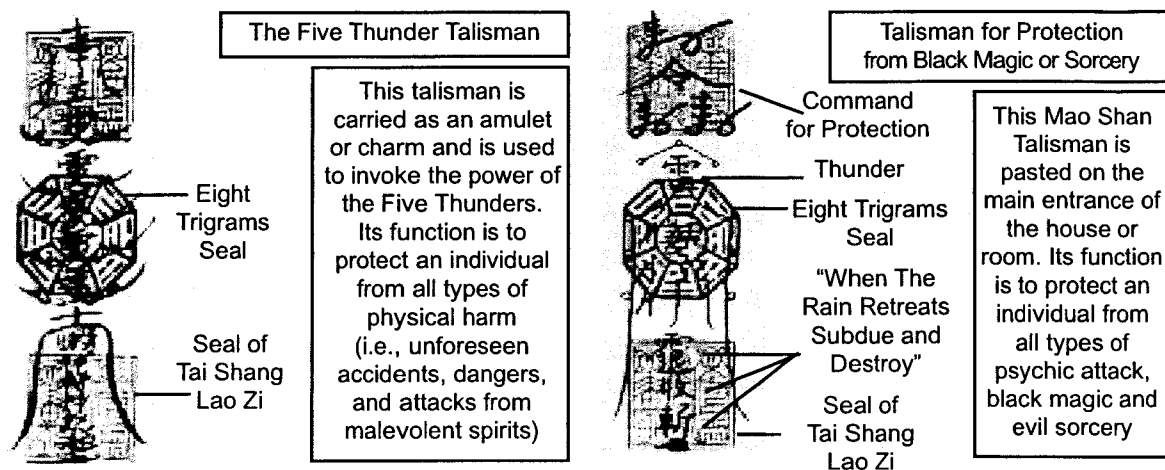 The Five Thunder Talisman
This talisman is
carried as an amulet
or charm and is used
to invoke the power of
the Five Thunders.
Its function is to
protect an individual
from all types of
physical harm
(i.e., unforeseen
accidents, dangers,
and attacks from
malevolent spirits)
Eight
Trigrams
Seal
Seal of
Tai Shang
Lao Zi
Talisman for Protection
from Black Magic or Sorcery
Command
for Protection
Thunder
Eight Trigrams
Seal
"When The
Rain Retreats
Subdue and
Destroy"
Seal of
Tai Shang
Lao Zi
This Mao Shan
Talisman is
pasted on the
main entrance of
the house or
room. Its function
is to protect an
individual from
all types of
psychic attack,
black magic and
evil sorcery